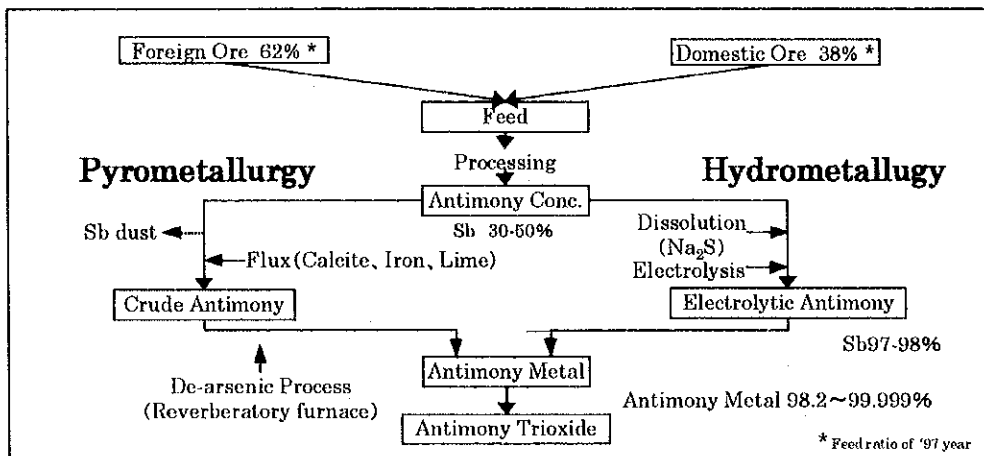 Foreign Ore 62% *
Domestic Ore 38% *
Feed
Processing
Pyrometallurgy
Hydrometallugy
Antimony Conc.
Sb 30-50%
Sb dust
Flux(Calcite、Iron、Lime)
Dissolution
(Na₂S)
Electrolysis
Crude Antimony
Electrolytic Antimony
Sb97-98%
De-arsenic Process
(Reverberatory furnace)
Antimony Metal
Antimony Metal 98.2~99.999%
Antimony Trioxide
* Feed ratio of '97 year